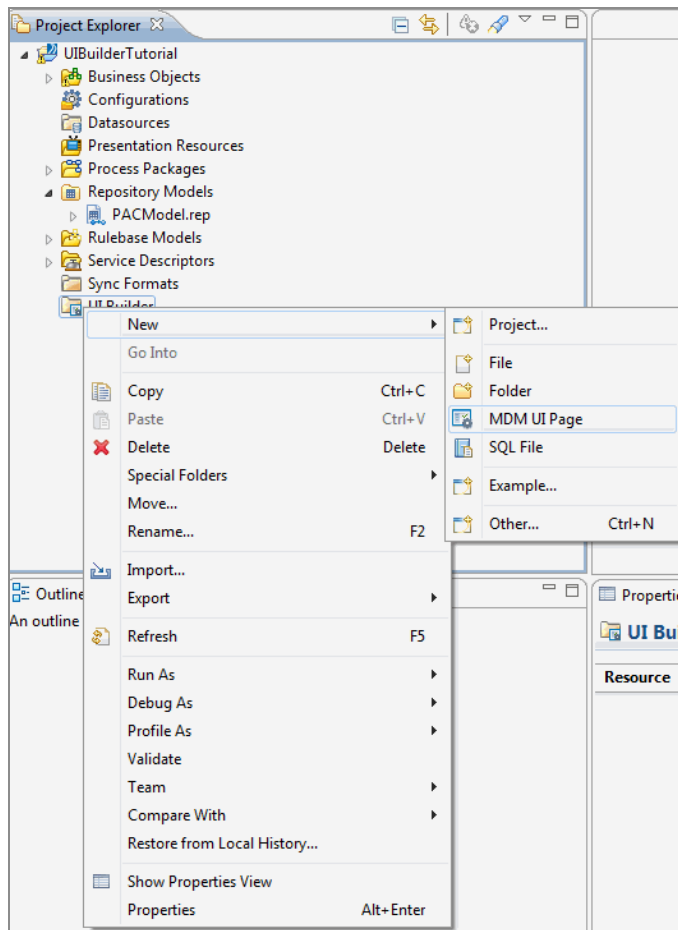 Project Explorer
UIBuilderTutorial
Business Objects
Configurations
Datasources
Presentation Resources
Process Packages
Repository Models
PACModel.rep
Rulebase Models
Service Descriptors
Sync Formats
UI Builder
New
Go Into
Copy Ctrl+C
Paste Ctrl+V
Delete Delete
Special Folders
Move...
Rename... F2
Import...
Export
Refresh F5
Run As
Debug As
Profile As
Validate
Team
Compare With
Restore from Local History...
Show Properties View
Properties Alt+Enter
Project...
File
Folder
MDM UI Page
SQL File
Example...
Other... Ctrl+N
Outline
An outline
Properti
UI Bu
Resource